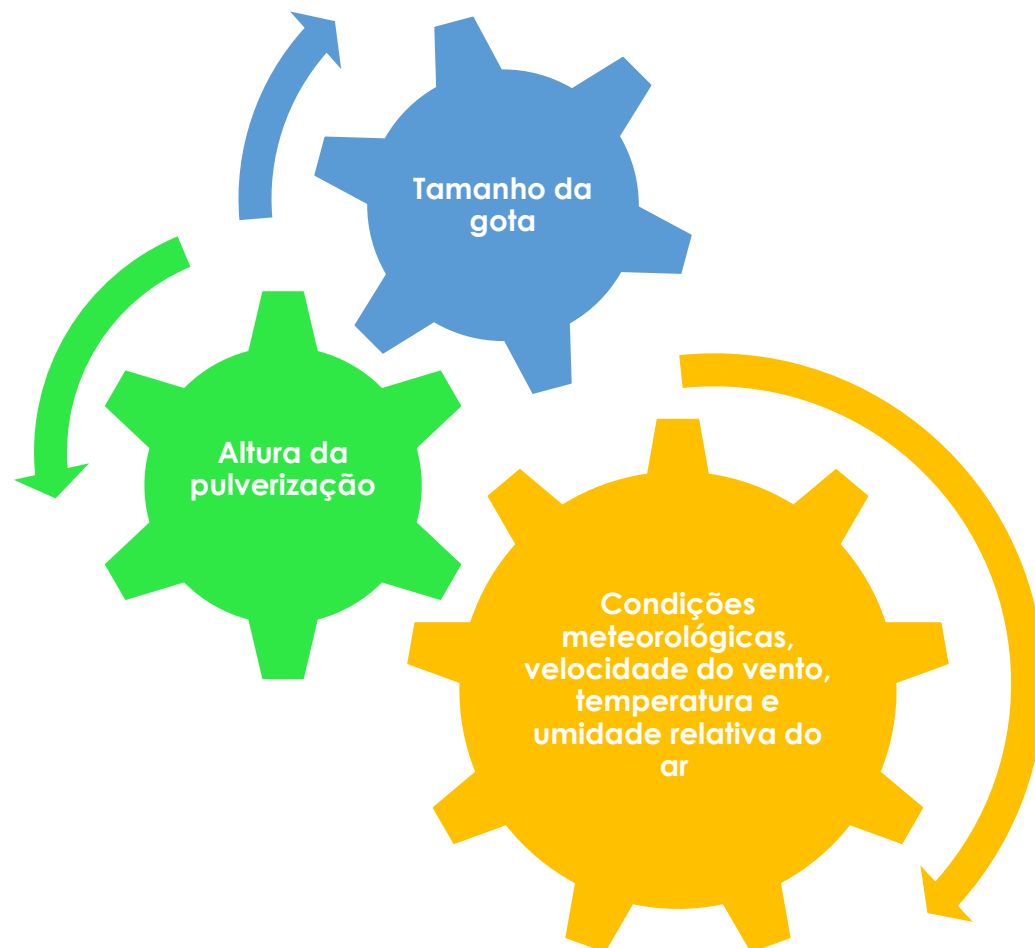 Tamanho da
gota
Altura da
pulverização
Condições
meteorológicas,
velocidade do vento,
temperatura e
umidade relativa do
ar